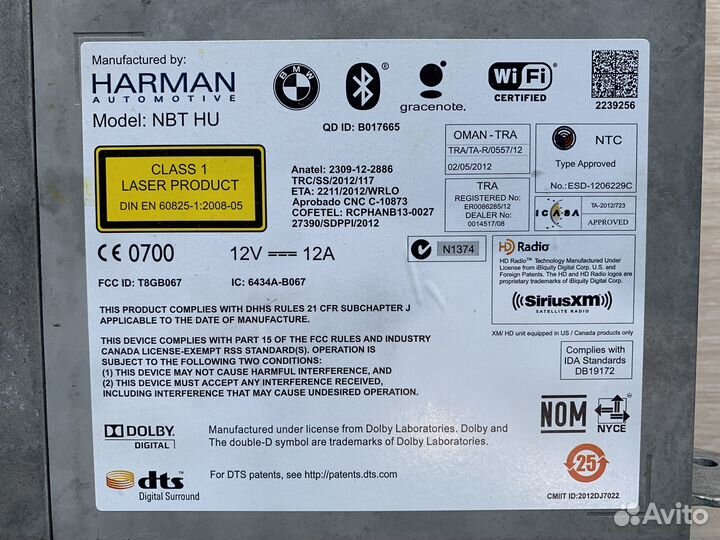 Manufactured by:
HARMAN
AUTOMOTIVE
Model: NBT HU
BMW
QD ID: B017665
gracenote.
Wi Fi
CERTIFIED
2239256
CLASS 1
LASER PRODUCT
DIN EN 60825-1:2008-05
Anatel: 2309-12-2886
TRC/SS/2012/117
ETA: 2211/2012/WRLO
Aprobado CNC C-10873
COFETEL: RCPHANB13-0027
27390/SDPPI/2012
OMAN - TRA
TRA/TA-R/0557/12
02/05/2012
TRA
REGISTERED No:
ER0086285/12
DEALER No:
0014517/08
NTC
Type Approved
No.: ESD-1206229C
ICASA
TA-2012/723
APPROVED
CE 0700
12V 12A
N1374
FCC ID: T8GB067
IC: 6434A-B067
HD Radio
HD Radio™ Technology Manufactured Under
License from iBiquity Digital Corp. U.S. and
Foreign Patents. The HD and HD Radio logos are
proprietary trademarks of iBiquity Digital Corp.
SiriusXM
SATELLITE RADIO
XM/ HD unit equipped in US / Canada products only
THIS PRODUCT COMPLIES WITH DHHS RULES 21 CFR SUBCHAPTER J
APPLICABLE TO THE DATE OF MANUFACTURE.
THIS DEVICE COMPLIES WITH PART 15 OF THE FCC RULES AND INDUSTRY
CANADA LICENSE-EXEMPT RSS STANDARD(S). OPERATION IS
SUBJECT TO THE FOLLOWING TWO CONDITIONS:
(1) THIS DEVICE MAY NOT CAUSE HARMFUL INTERFERENCE, AND
(2) THIS DEVICE MUST ACCEPT ANY INTERFERENCE RECEIVED,
INCLUDING INTERFERENCE THAT MAY CAUSE UNDESIRED OPERATION.
Complies with
IDA Standards
DB19172
DOLBY
DIGITAL
Manufactured under license from Dolby Laboratories. Dolby and
The double-D symbol are trademarks of Dolby Laboratories.
NOM
NYCE
dts
Digital Surround
For DTS patents, see http://patents.dts.com.
25
CMIIT ID:2012DJ7022
Avito